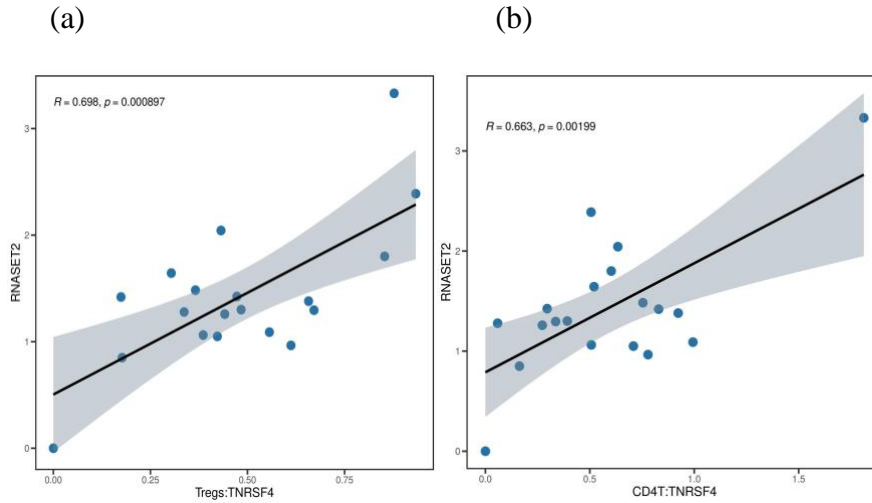 (a)
(b)
R = 0.698, p = 0.000897
RNASET2
3
2
1
0
0.00
0.25
0.50
0.75
Tregs:TNRSF4
R = 0.663, p = 0.00199
RNASET2
3
2
1
0
0.0
0.5
1.0
1.5
CD4T:TNRSF4